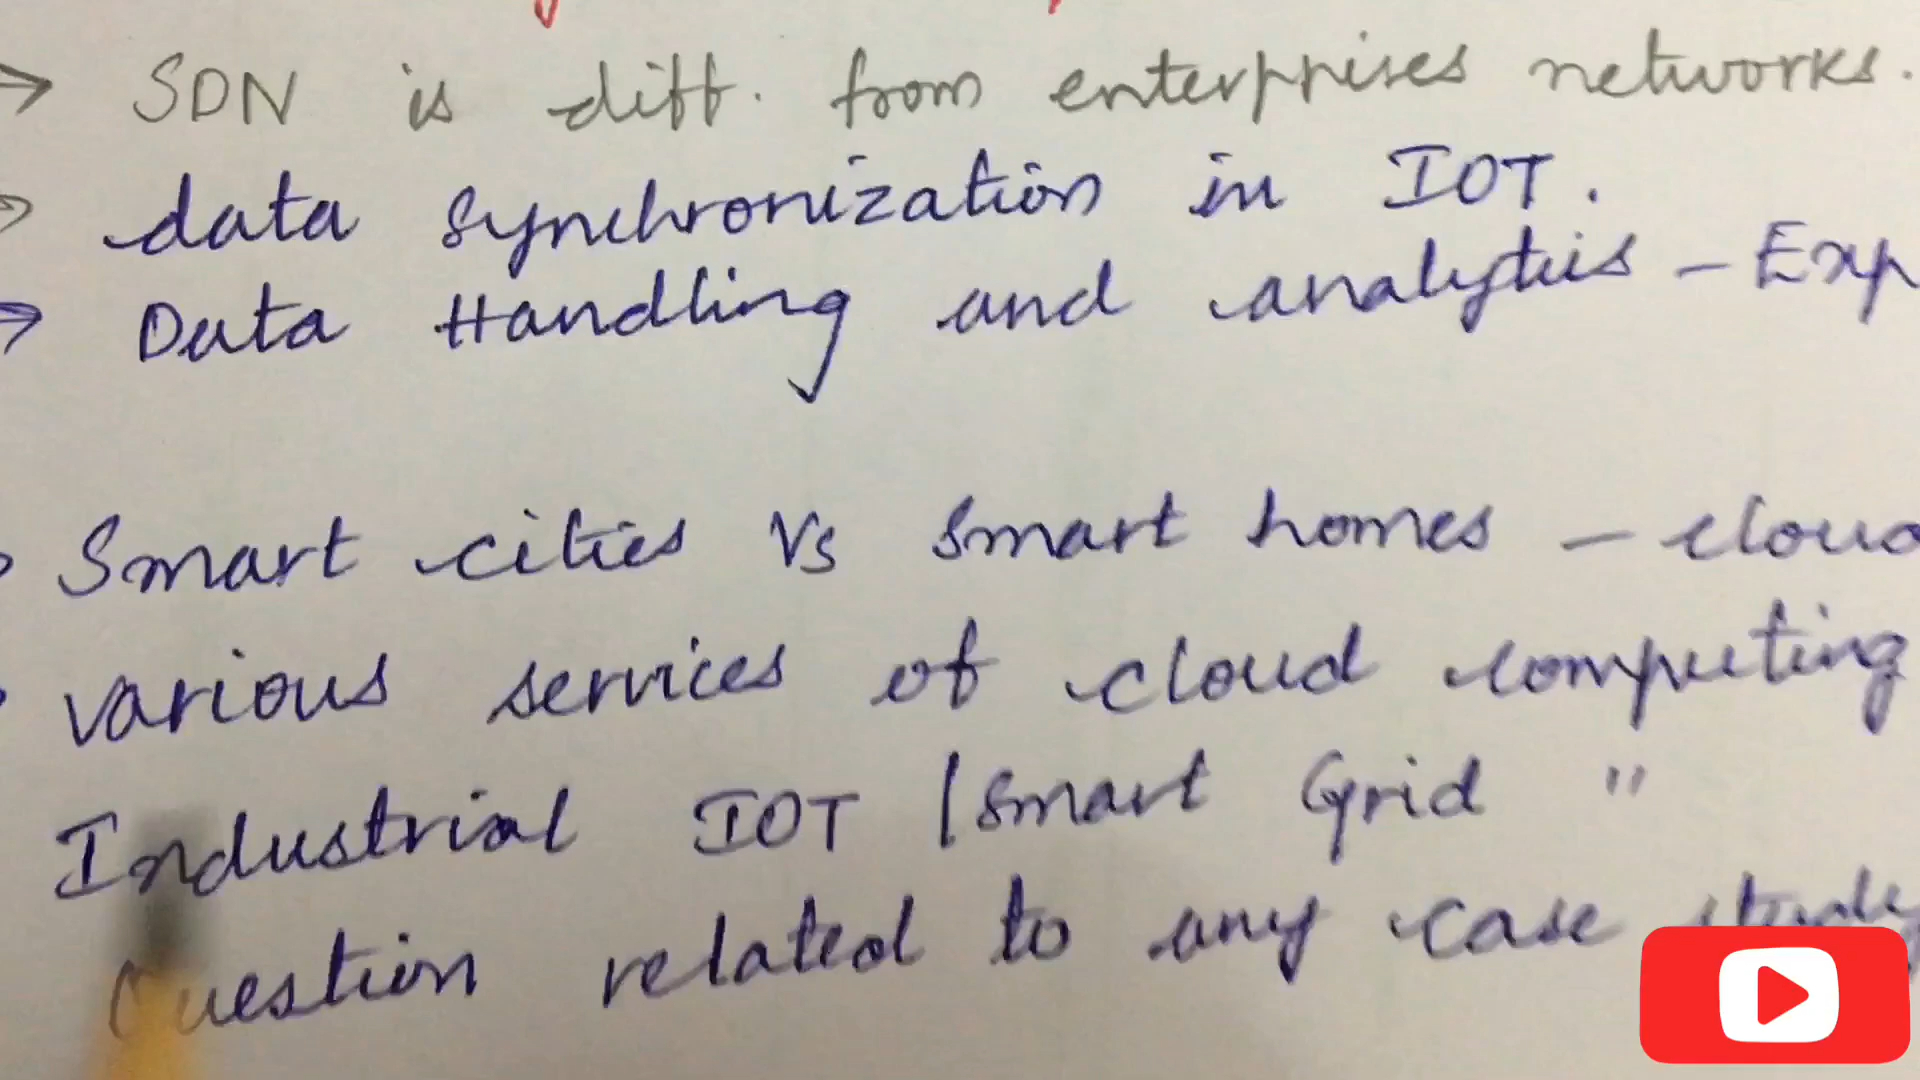 → SDN is diff. from enterprises networks.
→ data synchronization in IOT.
→ Data Handling and analytics - Exp
Smart cities Vs Smart homes - cloud
various services of cloud computing
Industrial IOT / Smart Grid "
Question related to any case study